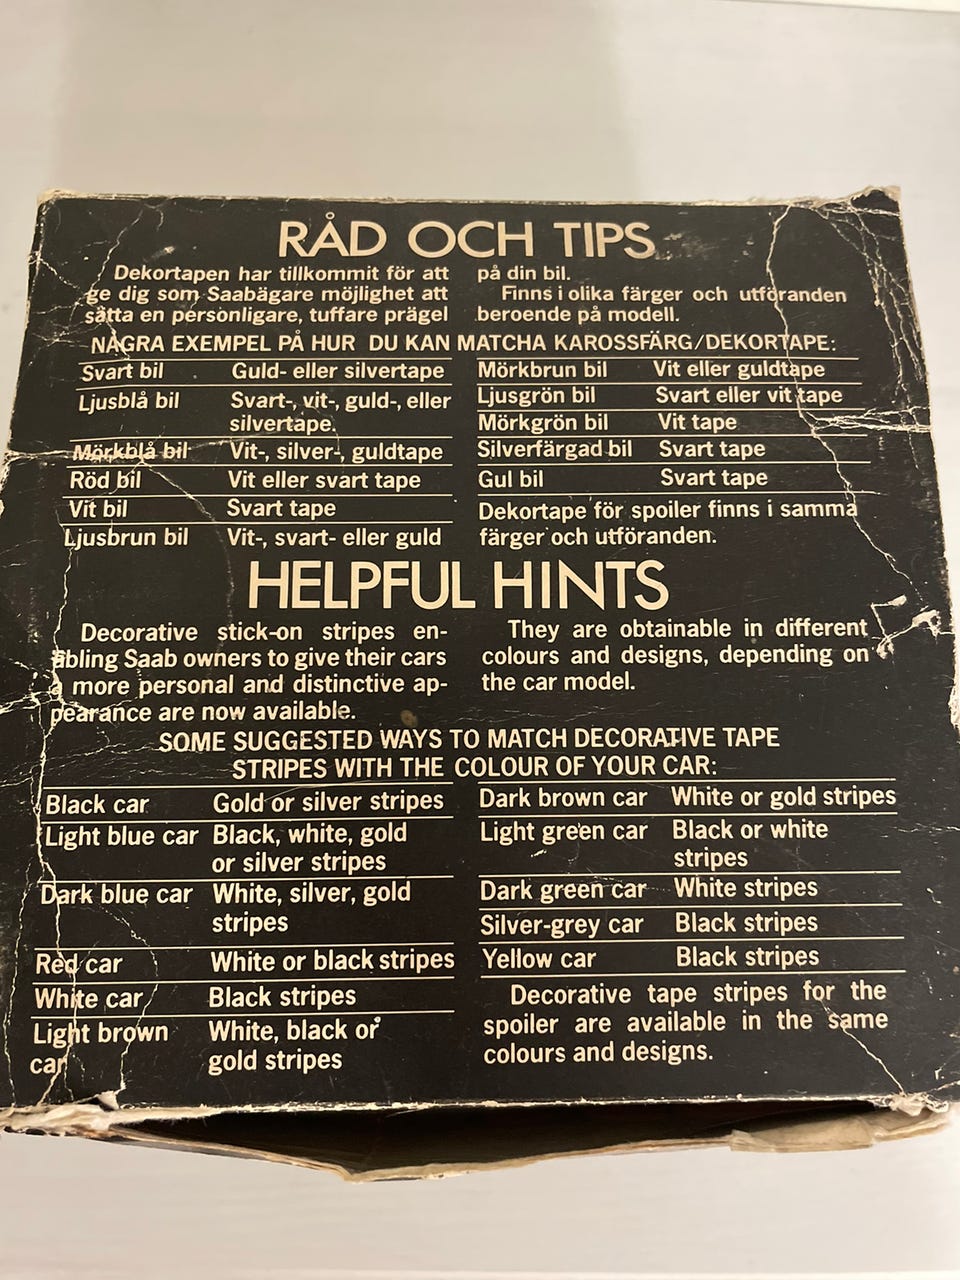 RÅD OCH TIPS
Dekortapen har tillkommit för att
ge dig som Saabägare möjlighet att
sätta en personligare, tuffare prägel
på din bil.
Finns i olika färger och utföranden
beroende på modell.
NÅGRA EXEMPEL PÅ HUR DU KAN MATCHA KAROSSFÄRG/DEKORTAPE:
Svart bil Guld- eller silvertape
Ljusblå bil Svart-, vit-, guld-, eller
silvertape.
Mörkblå bil Vit-, silver-, guldtape
Röd bil Vit eller svart tape
Vit bil Svart tape
Ljusbrun bil Vit-, svart- eller guld
Mörkbrun bil Vit eller guldtape
Ljusgrön bil Svart eller vit tape
Mörkgrön bil Vit tape
Silverfärgad bil Svart tape
Gul bil Svart tape
Dekortape för spoiler finns i samma
färger och utföranden.
HELPFUL HINTS
Decorative stick-on stripes en-
abling Saab owners to give their cars
a more personal and distinctive ap-
pearance are now available.
They are obtainable in different
colours and designs, depending on
the car model.
SOME SUGGESTED WAYS TO MATCH DECORATIVE TAPE
STRIPES WITH THE COLOUR OF YOUR CAR:
Black car Gold or silver stripes
Light blue car Black, white, gold
or silver stripes
Dark blue car White, silver, gold
stripes
Red car White or black stripes
White car Black stripes
Light brown White, black or
car gold stripes
Dark brown car White or gold stripes
Light green car Black or white
stripes
Dark green car White stripes
Silver-grey car Black stripes
Yellow car Black stripes
Decorative tape stripes for the
spoiler are available in the same
colours and designs.